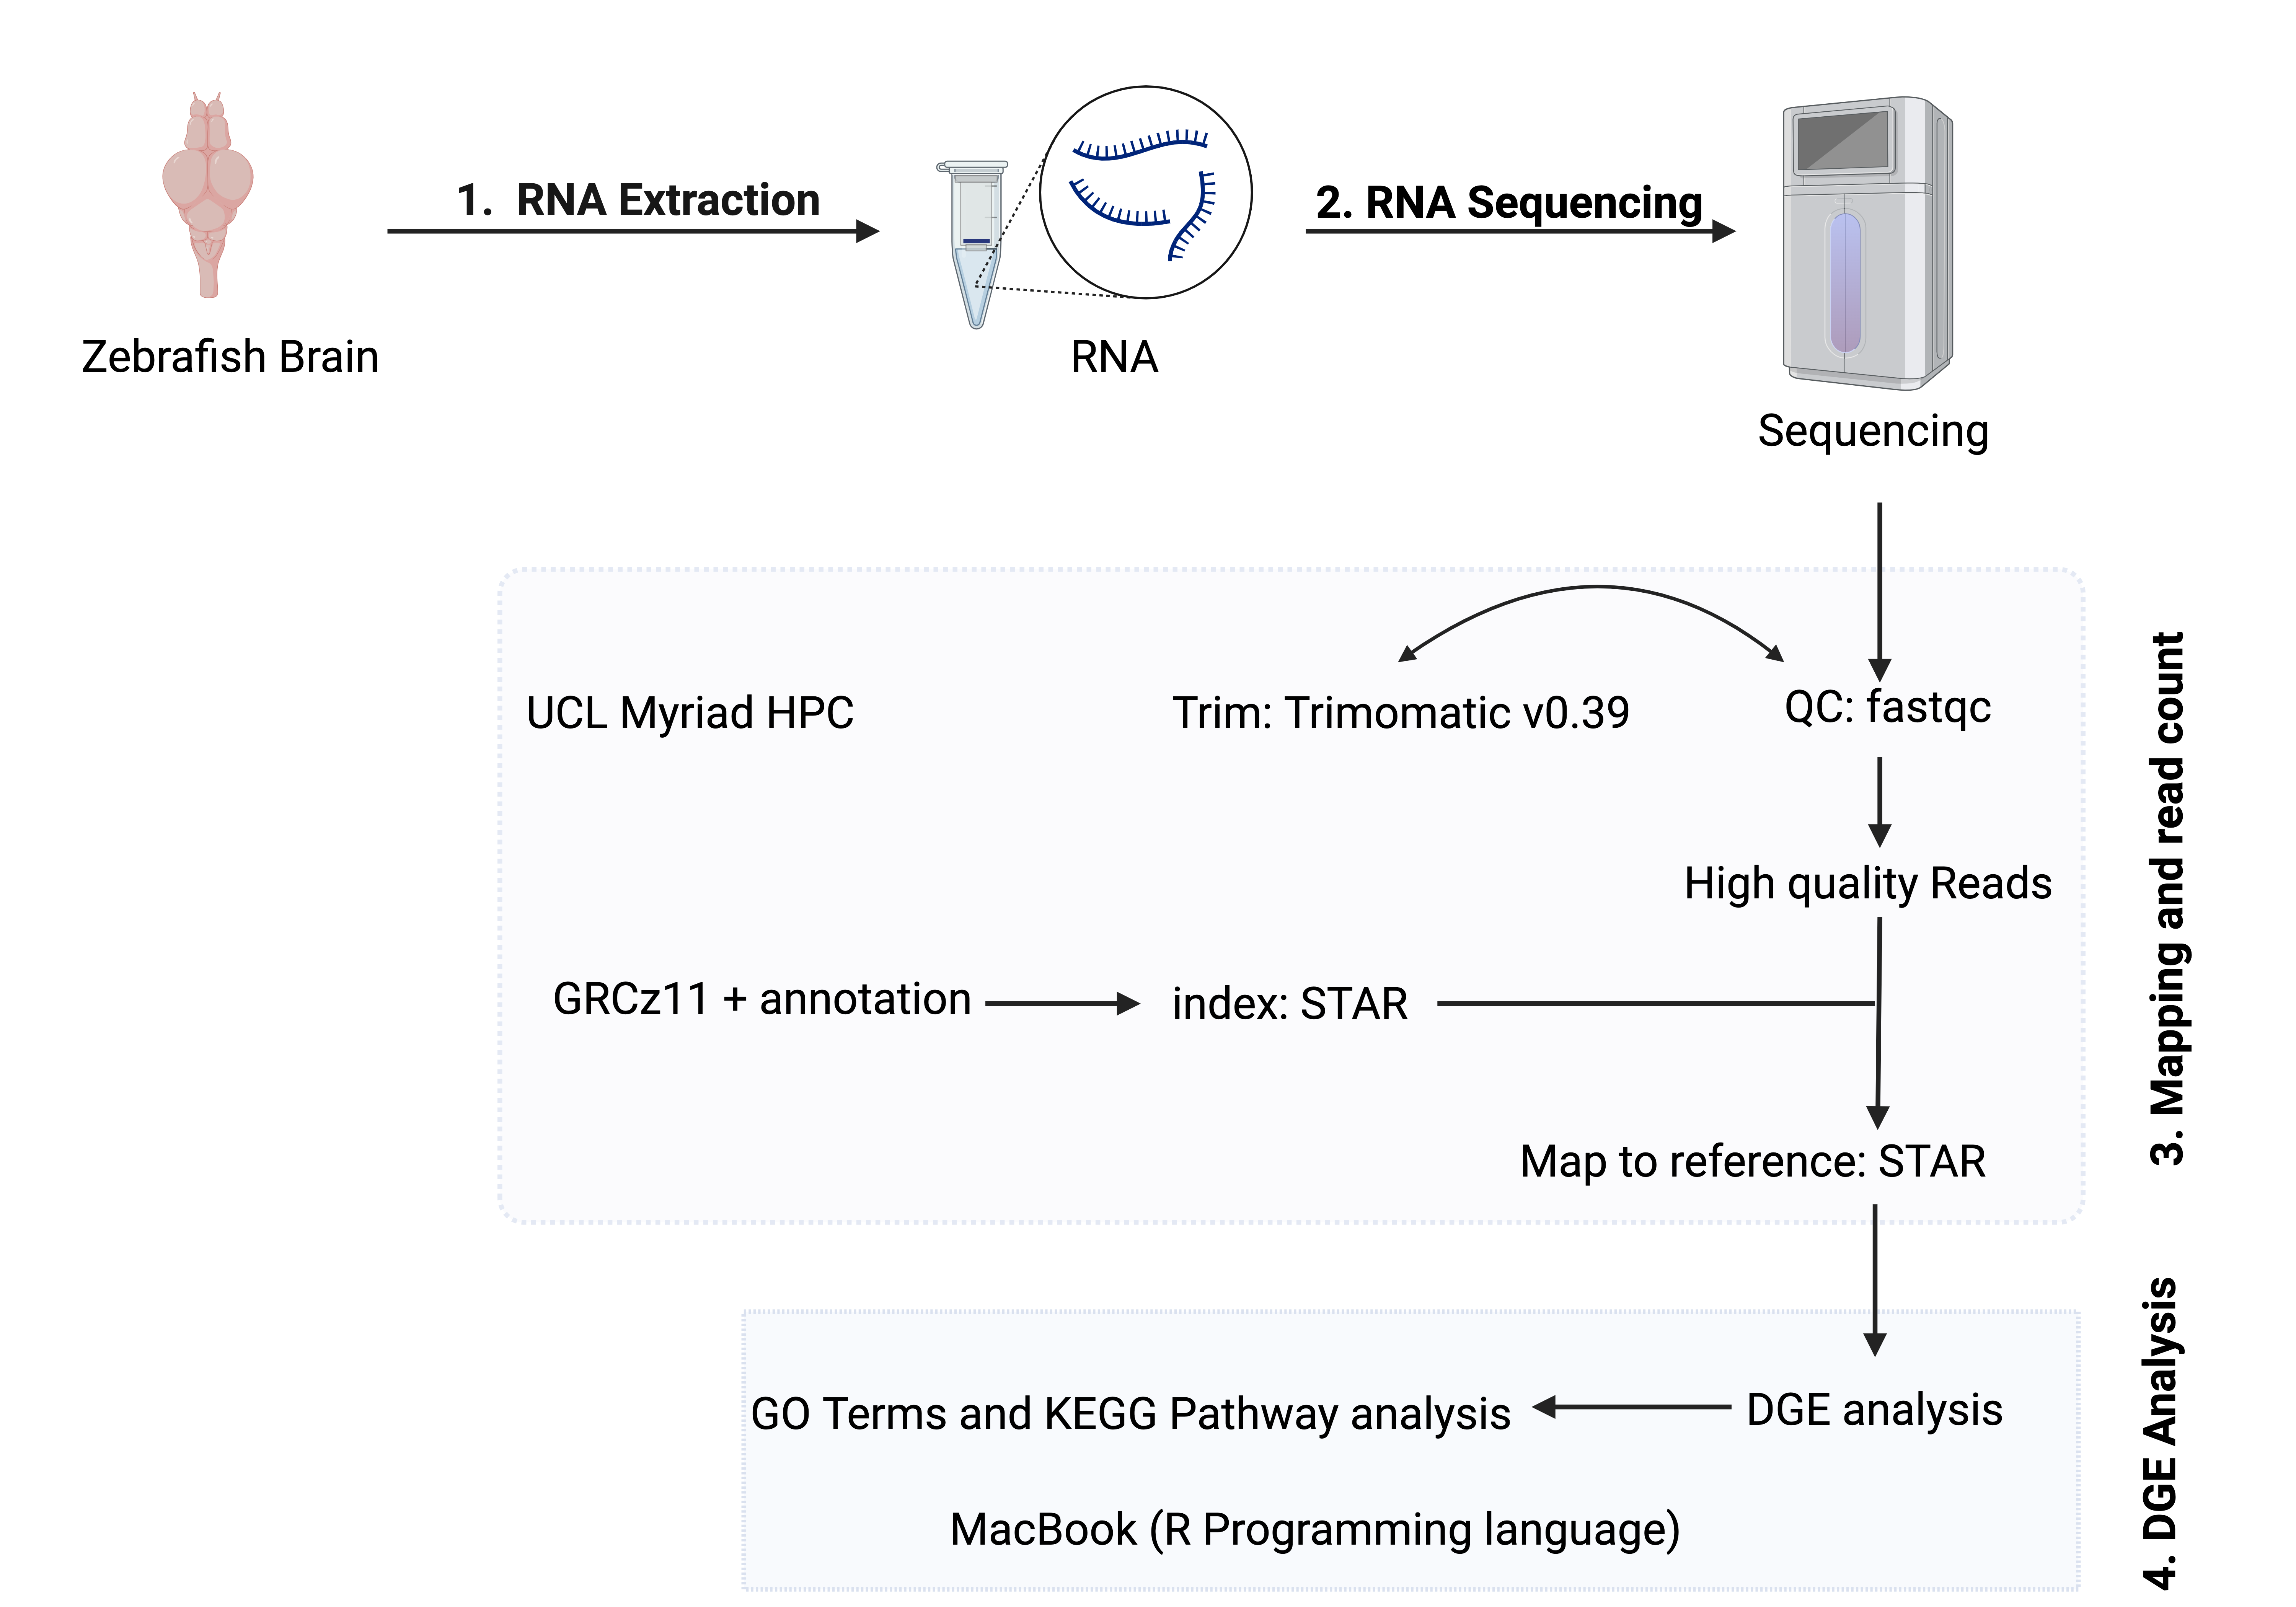 1. RNA Extraction
2. RNA Sequencing
Zebrafish Brain
RNA
Sequencing
UCL Myriad HPC
Trim: Trimomatic v0.39
QC: fastqc
High quality Reads
GRCz11 + annotation
index: STAR
Map to reference: STAR
3. Mapping and read count
GO Terms and KEGG Pathway analysis
DGE analysis
MacBook (R Programming language)
4. DGE Analysis